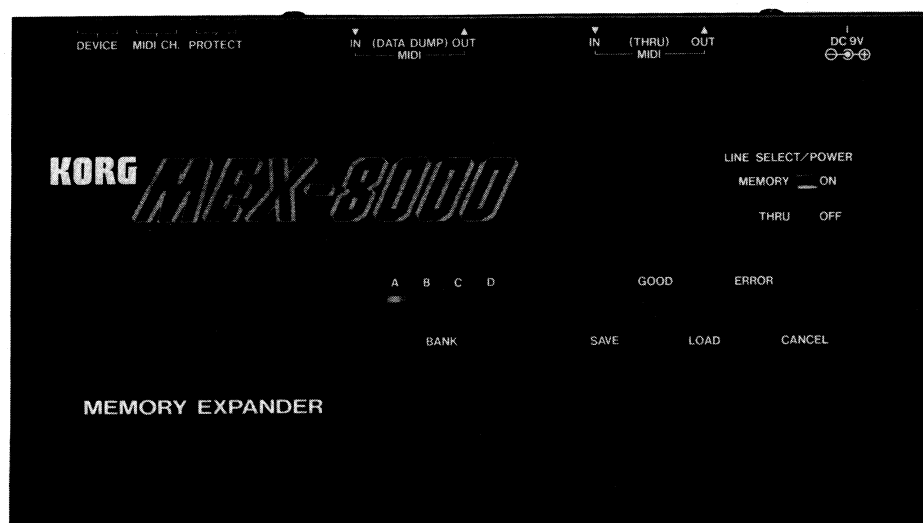 DEVICE MIDI CH. PROTECT
IN (DATA DUMP) OUT
MIDI
IN (THRU) OUT
MIDI
DC 9V
KORG MEX-8000
LINE SELECT/POWER
MEMORY ON
THRU OFF
A B C D
GOOD ERROR
BANK SAVE LOAD CANCEL
MEMORY EXPANDER